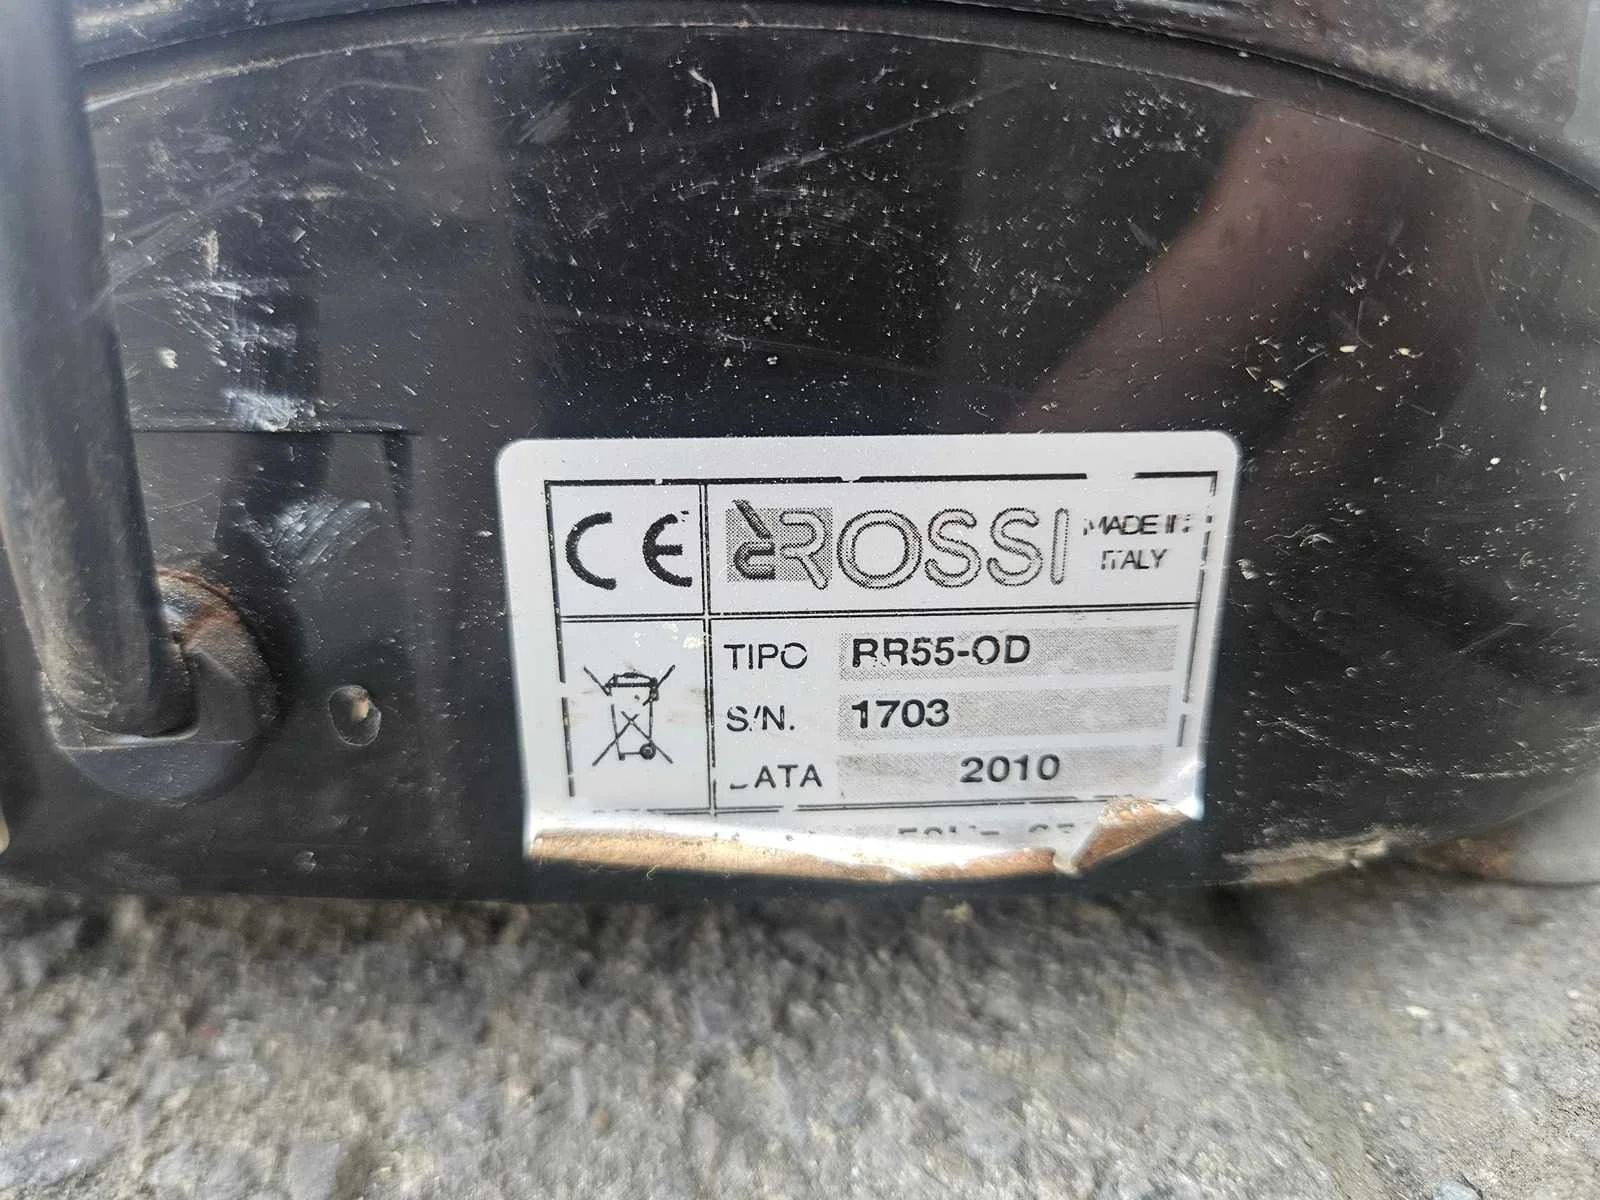 CE
ROSSI
MADE IN
ITALY
TIPO RR55-OD
S/N. 1703
DATA 2010